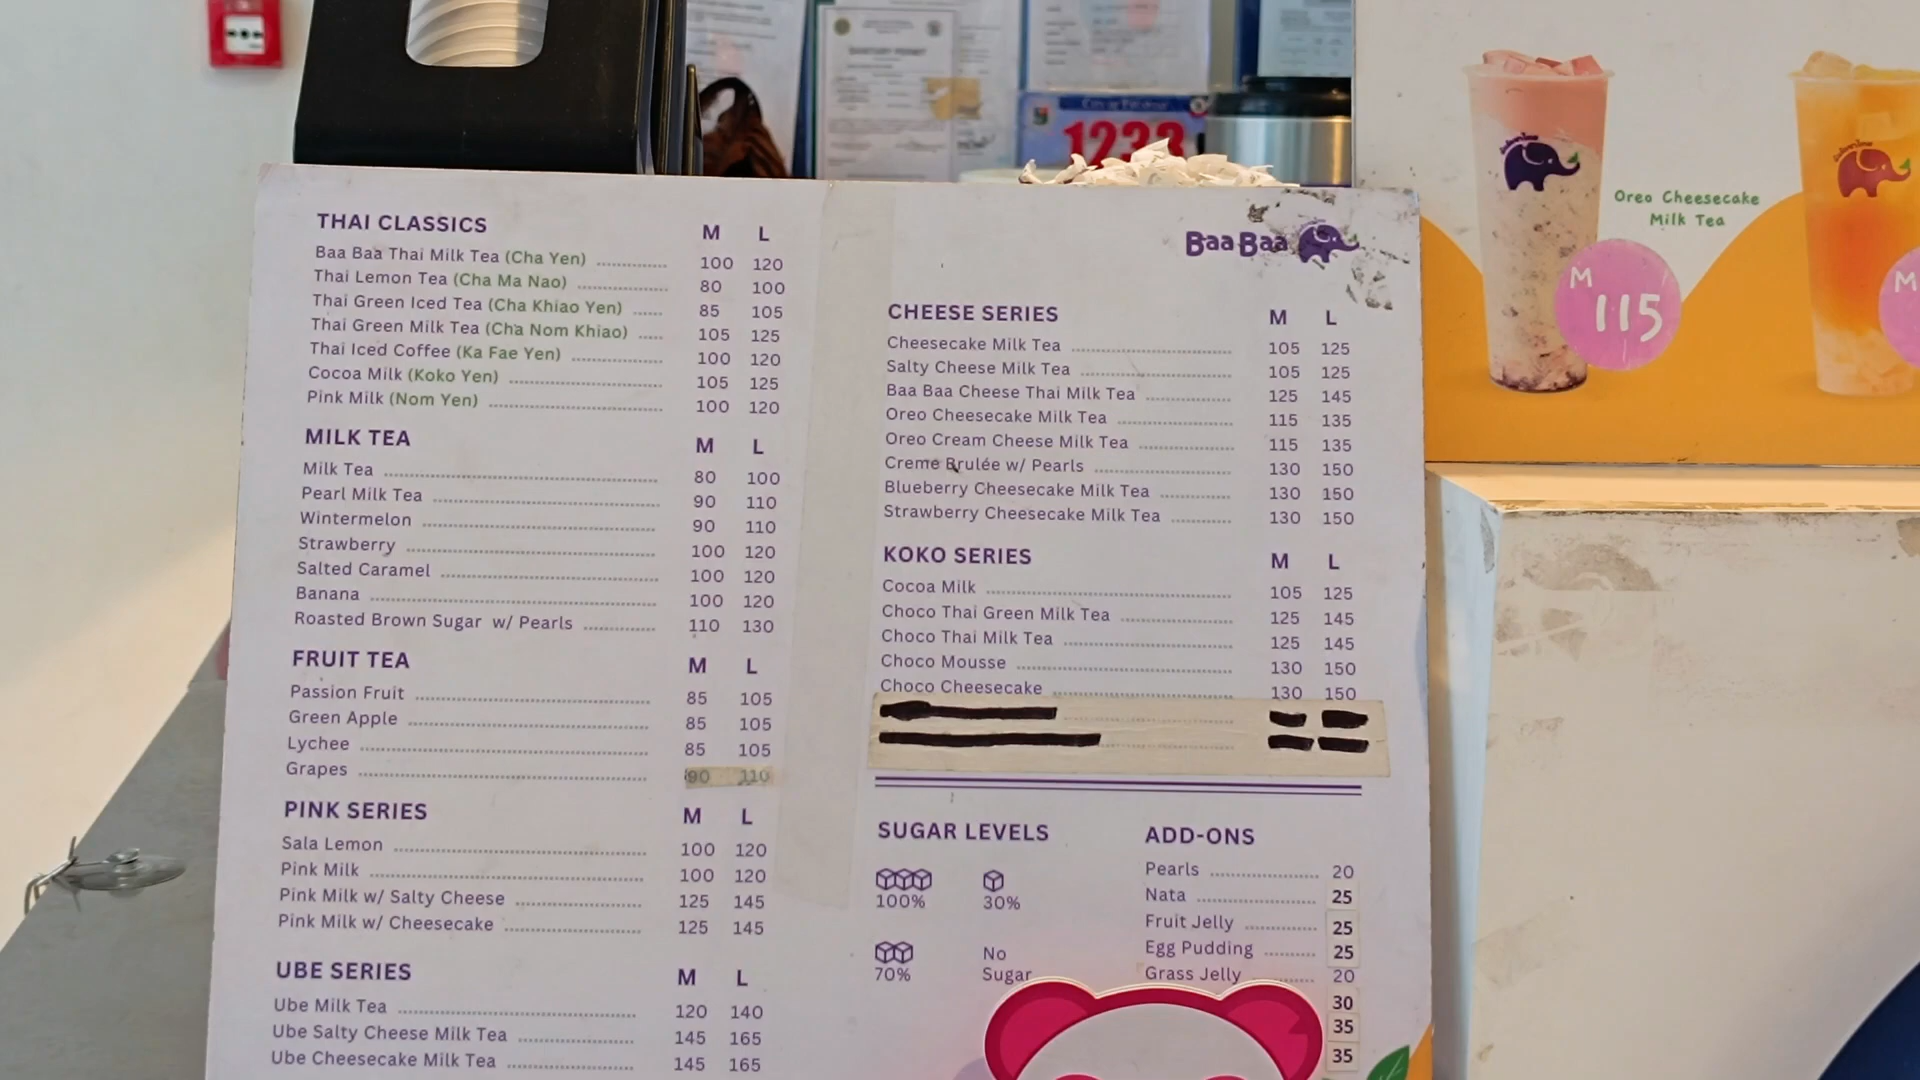 SANITARY PERMIT
1233
THAI CLASSICS M L
Baa Baa Thai Milk Tea (Cha Yen) 100 120
Thai Lemon Tea (Cha Ma Nao) 80 100
Thai Green Iced Tea (Cha Khiao Yen) 85 105
Thai Green Milk Tea (Cha Nom Khiao) 105 125
Thai Iced Coffee (Ka Fae Yen) 100 120
Cocoa Milk (Koko Yen) 105 125
Pink Milk (Nom Yen) 100 120
MILK TEA M L
Milk Tea 80 100
Pearl Milk Tea 90 110
Wintermelon 90 110
Strawberry 100 120
Salted Caramel 100 120
Banana 100 120
Roasted Brown Sugar w/ Pearls 110 130
FRUIT TEA M L
Passion Fruit 85 105
Green Apple 85 105
Lychee 85 105
Grapes 90 110
PINK SERIES M L
Sala Lemon 100 120
Pink Milk 100 120
Pink Milk w/ Salty Cheese 125 145
Pink Milk w/ Cheesecake 125 145
UBE SERIES M L
Ube Milk Tea 120 140
Ube Salty Cheese Milk Tea 145 165
Ube Cheesecake Milk Tea 145 165
Baa Baa
CHEESE SERIES M L
Cheesecake Milk Tea 105 125
Salty Cheese Milk Tea 105 125
Baa Baa Cheese Thai Milk Tea 125 145
Oreo Cheesecake Milk Tea 115 135
Oreo Cream Cheese Milk Tea 115 135
Creme Brulée w/ Pearls 130 150
Blueberry Cheesecake Milk Tea 130 150
Strawberry Cheesecake Milk Tea 130 150
KOKO SERIES M L
Cocoa Milk 105 125
Choco Thai Green Milk Tea 125 145
Choco Thai Milk Tea 125 145
Choco Mousse 130 150
Choco Cheesecake 130 150
SUGAR LEVELS
100% 30%
70% No Sugar
ADD-ONS
Pearls 20
Nata 25
Fruit Jelly 25
Egg Pudding 25
Grass Jelly 20
30
35
35
Oreo Cheesecake
Milk Tea
M
115
M